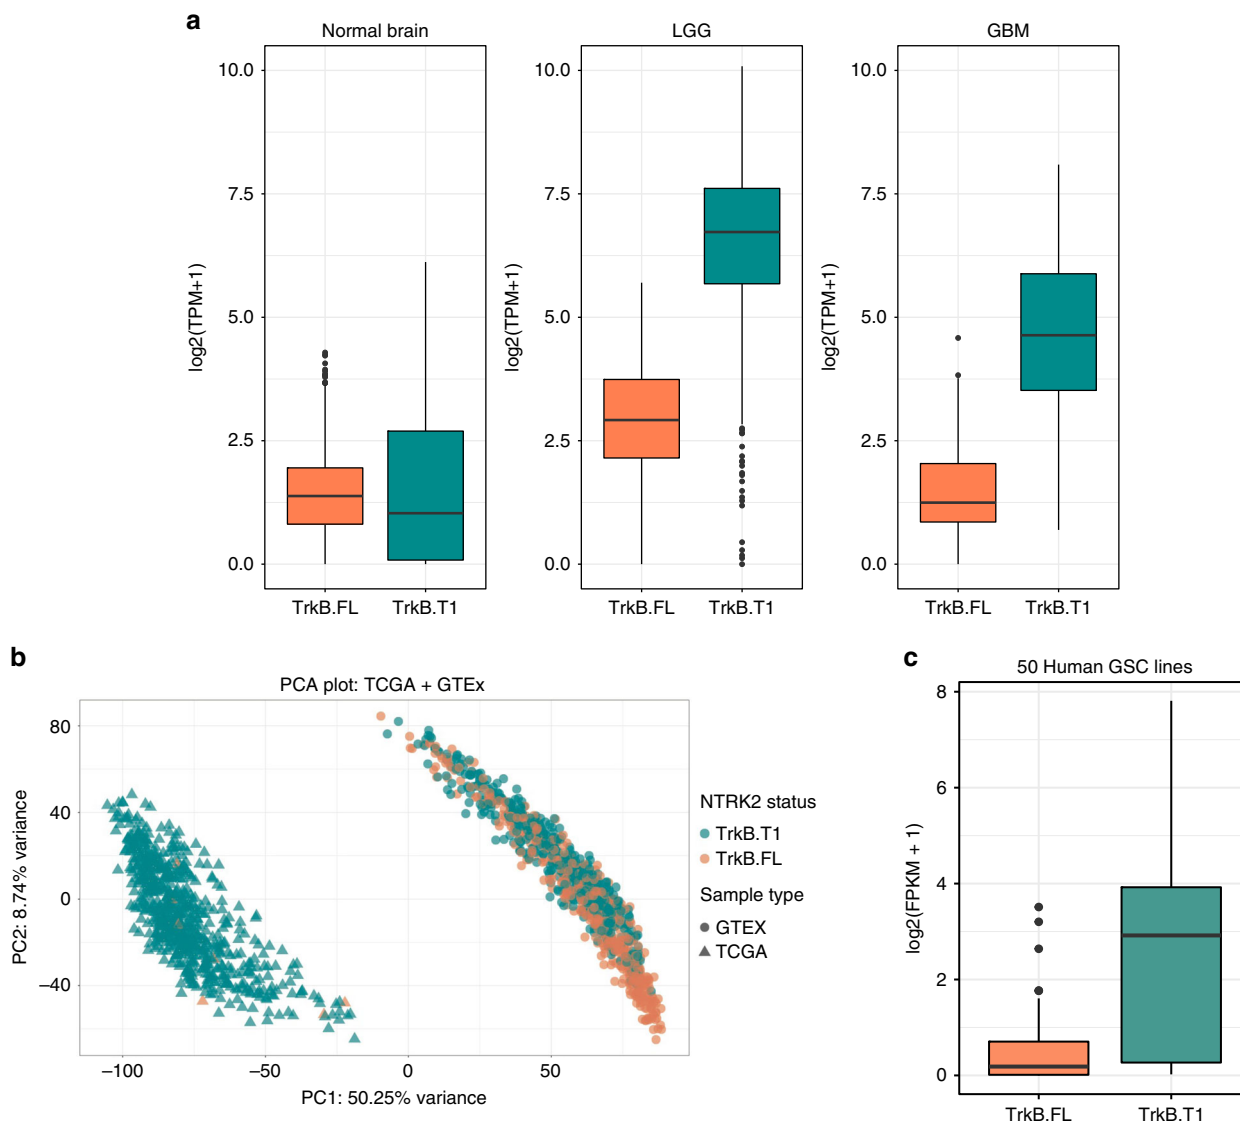 a
Normal brain
LGG
GBM
10.0
7.5
5.0
2.5
0.0
log2(TPM+1)
TrkB.FL
TrkB.T1
10.0
7.5
5.0
2.5
0.0
log2(TPM+1)
TrkB.FL
TrkB.T1
10.0
7.5
5.0
2.5
0.0
log2(TPM+1)
TrkB.FL
TrkB.T1
b
PCA plot: TCGA + GTEx
80
40
0
−40
PC2: 8.74% variance
−100
−50
0
50
PC1: 50.25% variance
NTRK2 status
TrkB.T1
TrkB.FL
Sample type
GTEX
TCGA
c
50 Human GSC lines
8
6
4
2
0
log2(FPKM + 1)
TrkB.FL
TrkB.T1